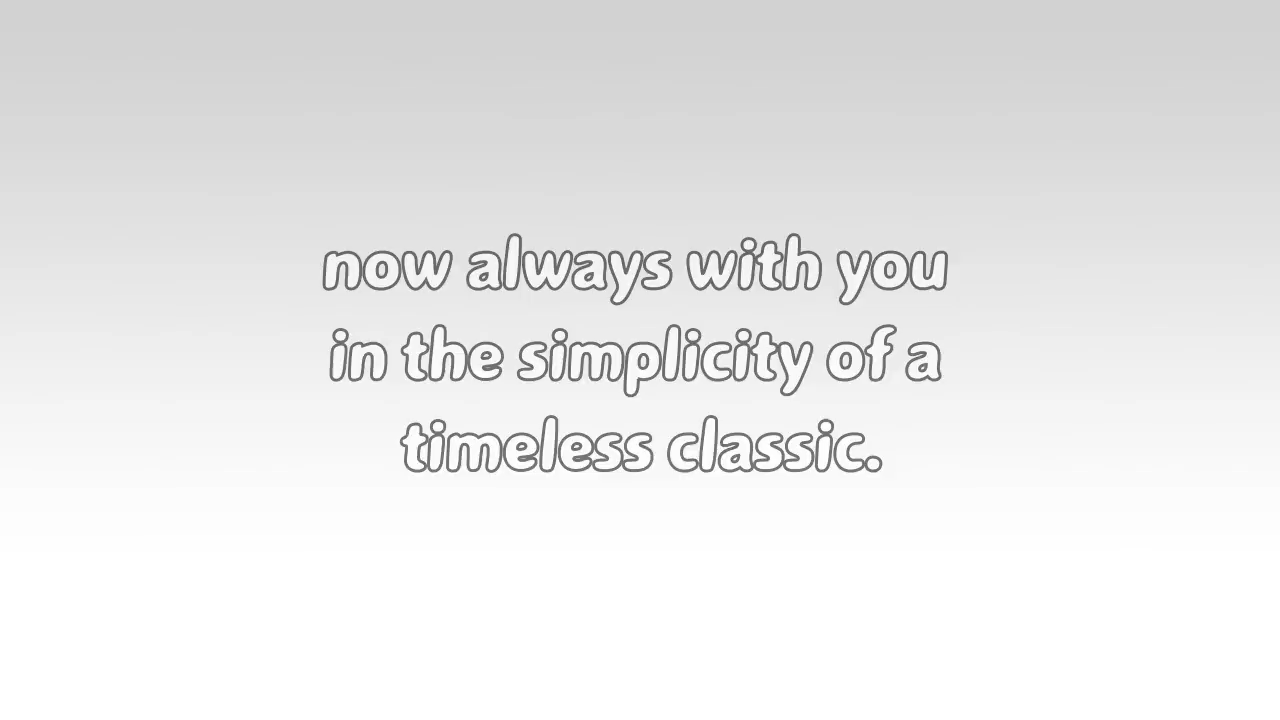 now always with you
in the simplicity of a
timeless classic.